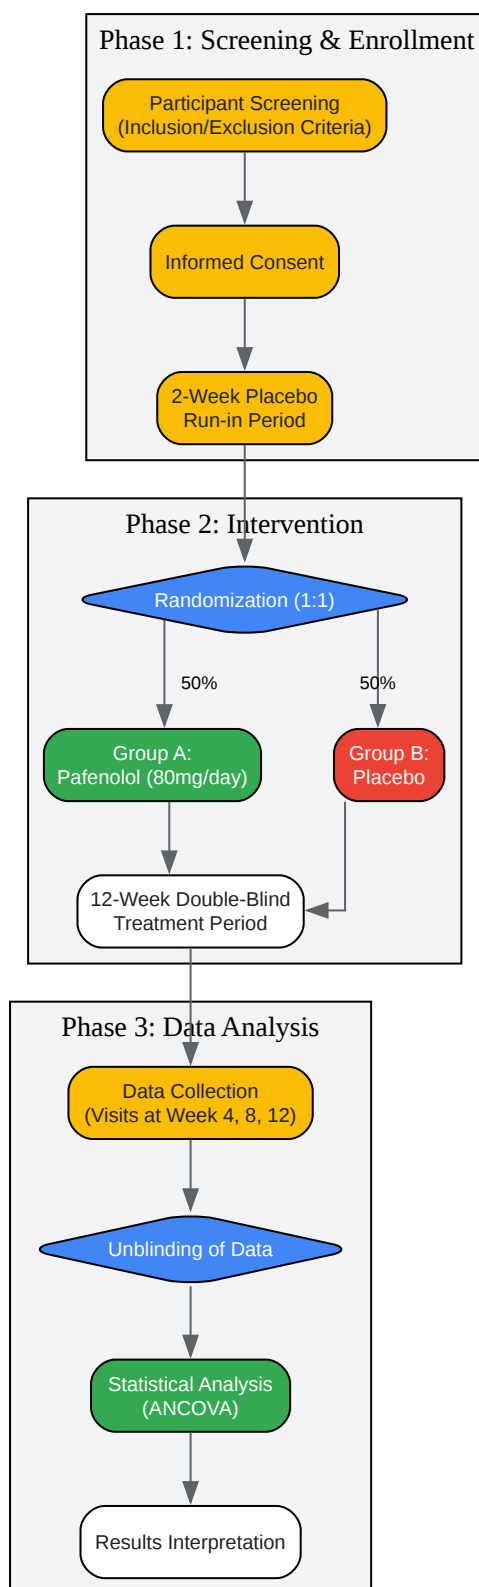 Phase 1: Screening & Enrollment
Participant Screening
(Inclusion/Exclusion Criteria)
Informed Consent
2-Week Placebo
Run-in Period
Phase 2: Intervention
Randomization (1:1)
50%
50%
Group A:
Pafenolol (80mg/day)
Group B:
Placebo
12-Week Double-Blind
Treatment Period
Phase 3: Data Analysis
Data Collection
(Visits at Week 4, 8, 12)
Unblinding of Data
Statistical Analysis
(ANCOVA)
Results Interpretation